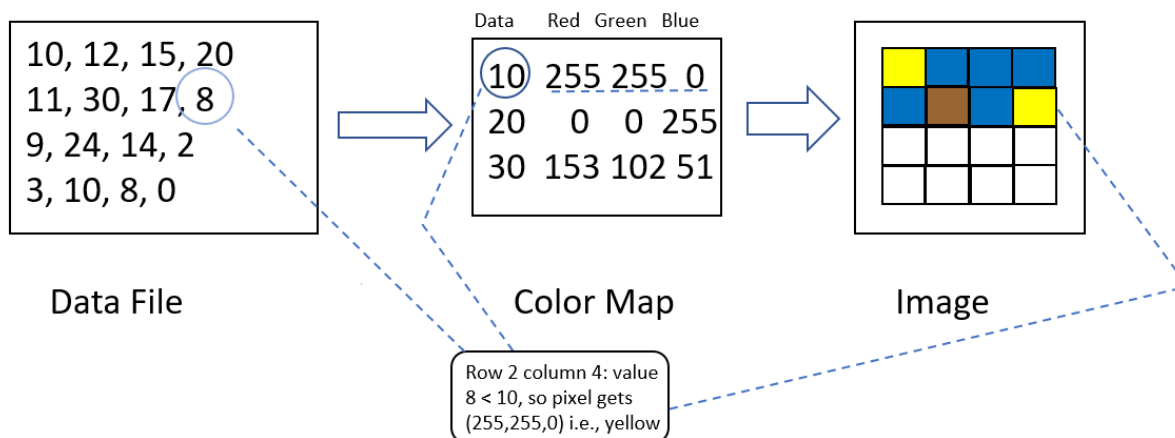 Data Red Green Blue
10, 12, 15, 20
11, 30, 17, 8
9, 24, 14, 2
3, 10, 8, 0
10 255 255 0
20 0 0 255
30 153 102 51
Data File
Color Map
Image
Row 2 column 4: value
8 < 10, so pixel gets
(255,255,0) i.e., yellow